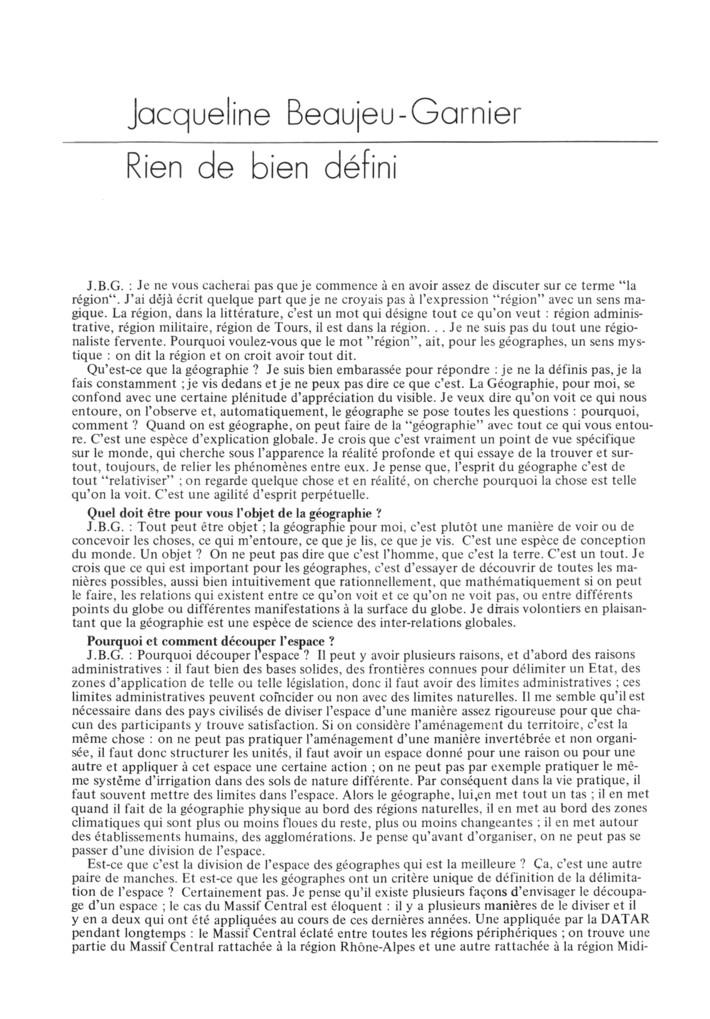 Jacqueline Beaujeu-Garnier
Rien de bien défini
J.B.G. : Je ne vous cacherai pas que je commence à en avoir assez de discuter sur ce terme “la
région“. J’ai déjà écrit quelque part que je ne croyais pas à l’expression “région” avec un sens ma-
gique. La région, dans la littérature, c’est un mot qui désigne tout ce qu’on veut : région adminis-
trative, région militaire, région de Tours, il est dans la région. . . Je ne suis pas du tout une régio-
naliste fervente. Pourquoi voulez-vous que le mot "région", ait, pour les géographes, un sens mys-
tique : on dit la région et on croit avoir tout dit.
Qu’est-ce que la géographie ? Je suis bien embarassée pour répondre : je ne la définis pas, je la
fais constamment ; je vis dedans et je ne peux pas dire ce que c’est. La Géographie, pour moi, se
confond avec une certaine plénitude d’appréciation du visible. Je veux dire qu’on voit ce qui nous
entoure, on l’observe et, automatiquement, le géographe se pose toutes les questions : pourquoi,
comment ? Quand on est géographe, on peut faire de la “géographie” avec tout ce qui vous entou-
re. C’est une espèce d’explication globale. Je crois que c’est vraiment un point de vue spécifique
sur le monde, qui cherche sous l’apparence la réalité profonde et qui essaye de la trouver et sur-
tout, toujours, de relier les phénomènes entre eux. Je pense que, l’esprit du géographe c’est de
tout “relativiser” ; on regarde quelque chose et en réalité, on cherche pourquoi la chose est telle
qu’on la voit. C’est une agilité d’esprit perpétuelle.
Quel doit être pour vous l’objet de la géographie ?
J.B.G. : Tout peut être objet ; la géographie pour moi, c’est plutôt une manière de voir ou de
concevoir les choses, ce qui m’entoure, ce que je lis, ce que je vis. C’est une espèce de conception
du monde. Un objet ? On ne peut pas dire que c’est l’homme, que c’est la terre. C’est un tout. Je
crois que ce qui est important pour les géographes, c’est d’essayer de découvrir de toutes les ma-
nières possibles, aussi bien intuitivement que rationnellement, que mathématiquement si on peut
le faire, les relations qui existent entre ce qu’on voit et ce qu’on ne voit pas, ou entre différents
points du globe ou différentes manifestations à la surface du globe. Je dirais volontiers en plaisan-
tant que la géographie est une espèce de science des inter-relations globales.
Pourquoi et comment découper l’espace ?
J.B.G. : Pourquoi découper l’espace ? Il peut y avoir plusieurs raisons, et d’abord des raisons
administratives : il faut bien des bases solides, des frontières connues pour délimiter un Etat, des
zones d’application de telle ou telle législation, donc il faut avoir des limites administratives ; ces
limites administratives peuvent coïncider ou non avec des limites naturelles. Il me semble qu’il est
nécessaire dans des pays civilisés de diviser l’espace d’une manière assez rigoureuse pour que cha-
cun des participants y trouve satisfaction. Si on considère l’aménagement du territoire, c’est la
même chose : on ne peut pas pratiquer l’aménagement d’une manière invertébrée et non organi-
sée, il faut donc structurer les unités, il faut avoir un espace donné pour une raison ou pour une
autre et appliquer à cet espace une certaine action ; on ne peut pas par exemple pratiquer le mê-
me système d’irrigation dans des sols de nature différente. Par conséquent dans la vie pratique, il
faut souvent mettre des limites dans l’espace. Alors le géographe, lui,en met tout un tas ; il en met
quand il fait de la géographie physique au bord des régions naturelles, il en met au bord des zones
climatiques qui sont plus ou moins floues du reste, plus ou moins changeantes ; il en met autour
des établissements humains, des agglomérations. Je pense qu’avant d’organiser, on ne peut pas se
passer d’une division de l’espace.
Est-ce que c’est la division de l’espace des géographes qui est la meilleure ? Ça, c’est une autre
paire de manches. Et est-ce que les géographes ont un critère unique de définition de la délimita-
tion de l’espace ? Certainement pas. Je pense qu’il existe plusieurs façons d’envisager le découpa-
ge d’un espace ; le cas du Massif Central est éloquent : il y a plusieurs manières de le diviser et il
y en a deux qui ont été appliquées au cours de ces dernières années. Une appliquée par la DATAR
pendant longtemps : le Massif Central éclaté entre toutes les régions périphériques ; on trouve une
partie du Massif Central rattachée à la région Rhône-Alpes et une autre rattachée à la région Midi-